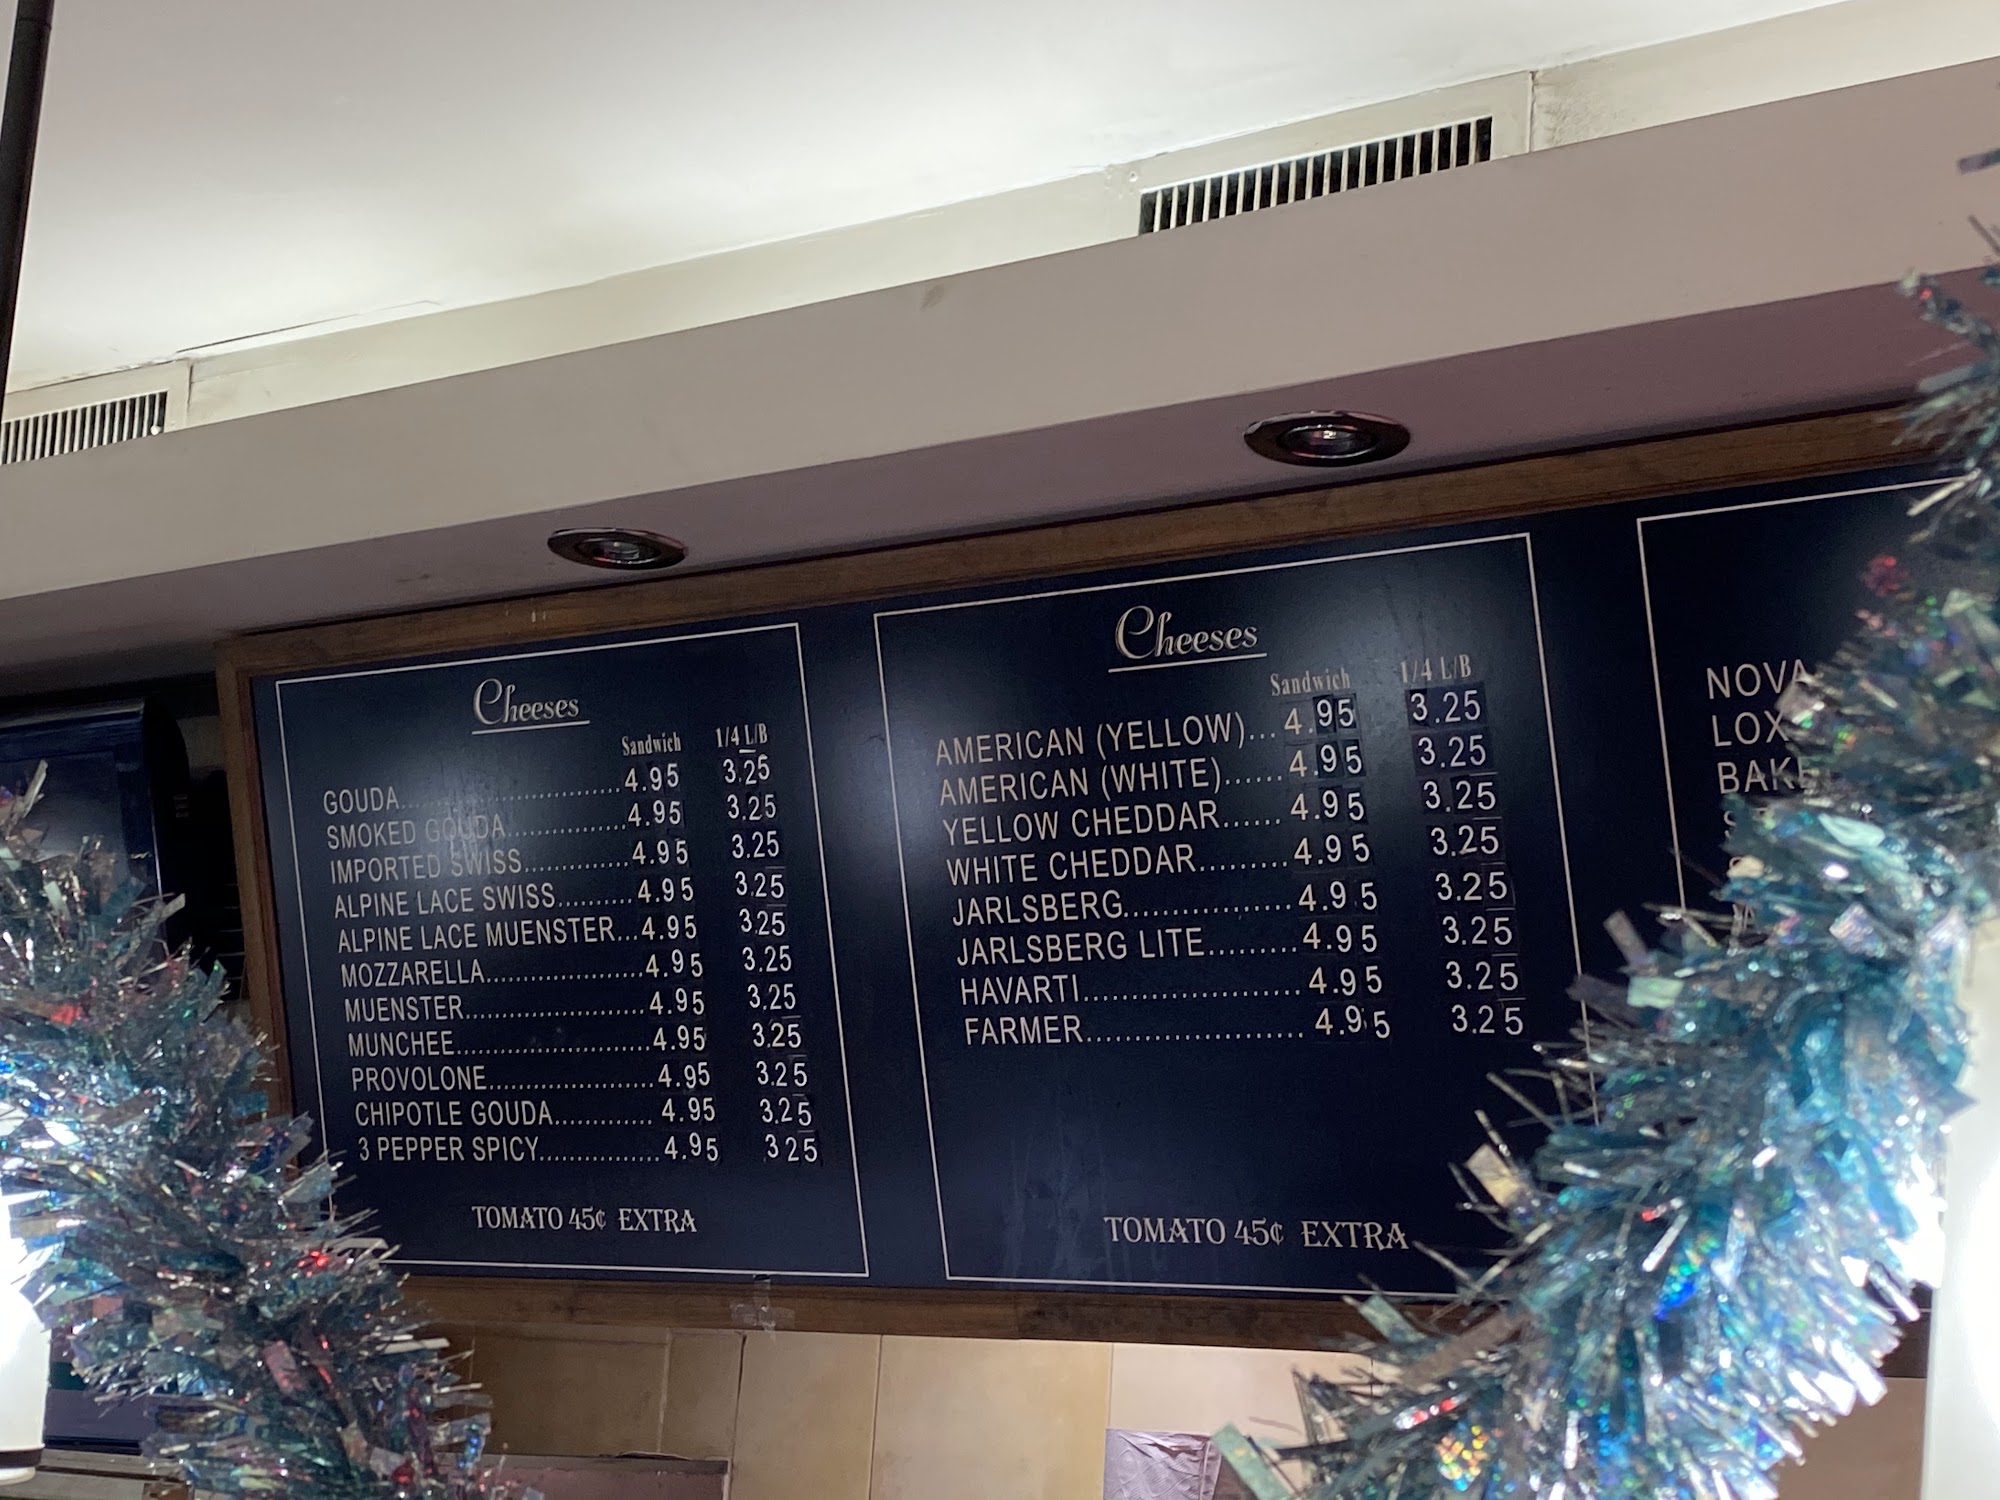 Cheeses
Sandwich 1/4 L/B
GOUDA..............................4.95 3.25
SMOKED GOUDA................4.95 3.25
IMPORTED SWISS..............4.95 3.25
ALPINE LACE SWISS..........4.95 3.25
ALPINE LACE MUENSTER...4.95 3.25
MOZZARELLA.....................4.95 3.25
MUENSTER........................4.95 3.25
MUNCHEE..........................4.95 3.25
PROVOLONE......................4.95 3.25
CHIPOTLE GOUDA.............4.95 3.25
3 PEPPER SPICY................4.95 3 25
TOMATO 45¢ EXTRA
Cheeses
Sandwich 1/4 L/B
AMERICAN (YELLOW)...4.95 3.25
AMERICAN (WHITE)......4.95 3.25
YELLOW CHEDDAR......4.95 3.25
WHITE CHEDDAR.........4.95 3.25
JARLSBERG.................4.95 3.25
JARLSBERG LITE.........4.95 3.25
HAVARTI......................4.95 3.25
FARMER.......................4.95 3.25
TOMATO 45¢ EXTRA
NOVA
LOX